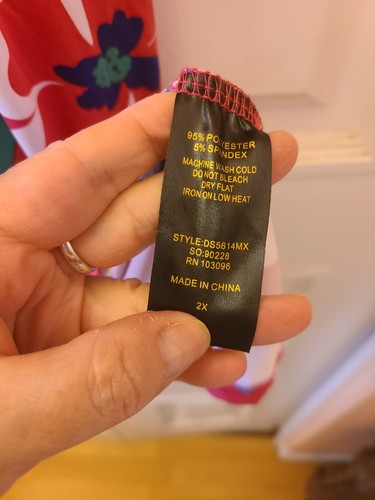 95% POLYESTER
5% SPANDEX
MACHINE WASH COLD
DO NOT BLEACH
DRY FLAT
IRON ON LOW HEAT
STYLE:DS5614MX
SO:90228
RN 103096
MADE IN CHINA
2X